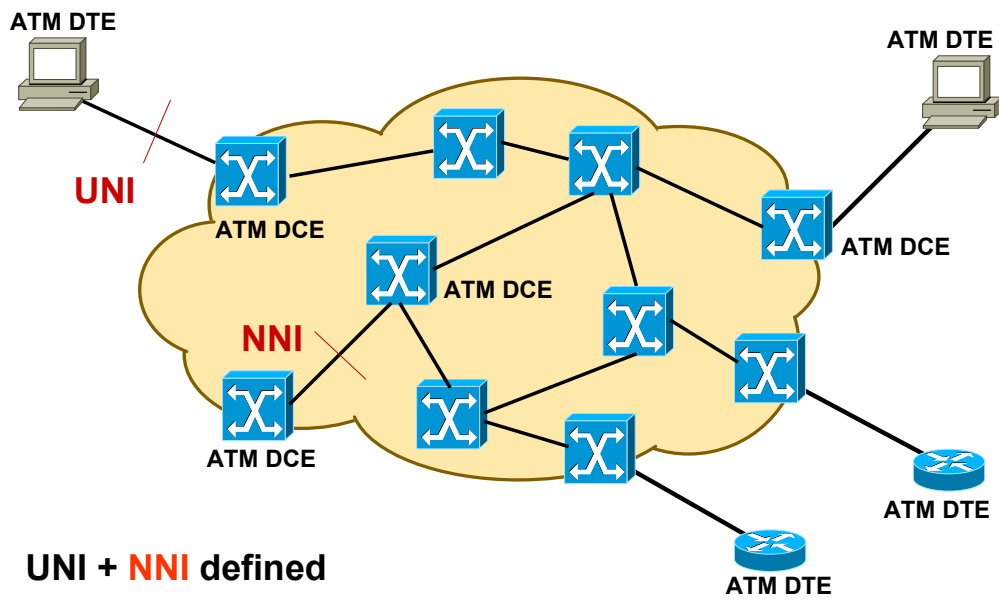 ATM DTE
ATM DTE
UNI
ATM DCE
ATM DCE
ATM DCE
NNI
ATM DCE
ATM DTE
ATM DTE
UNI + NNI defined